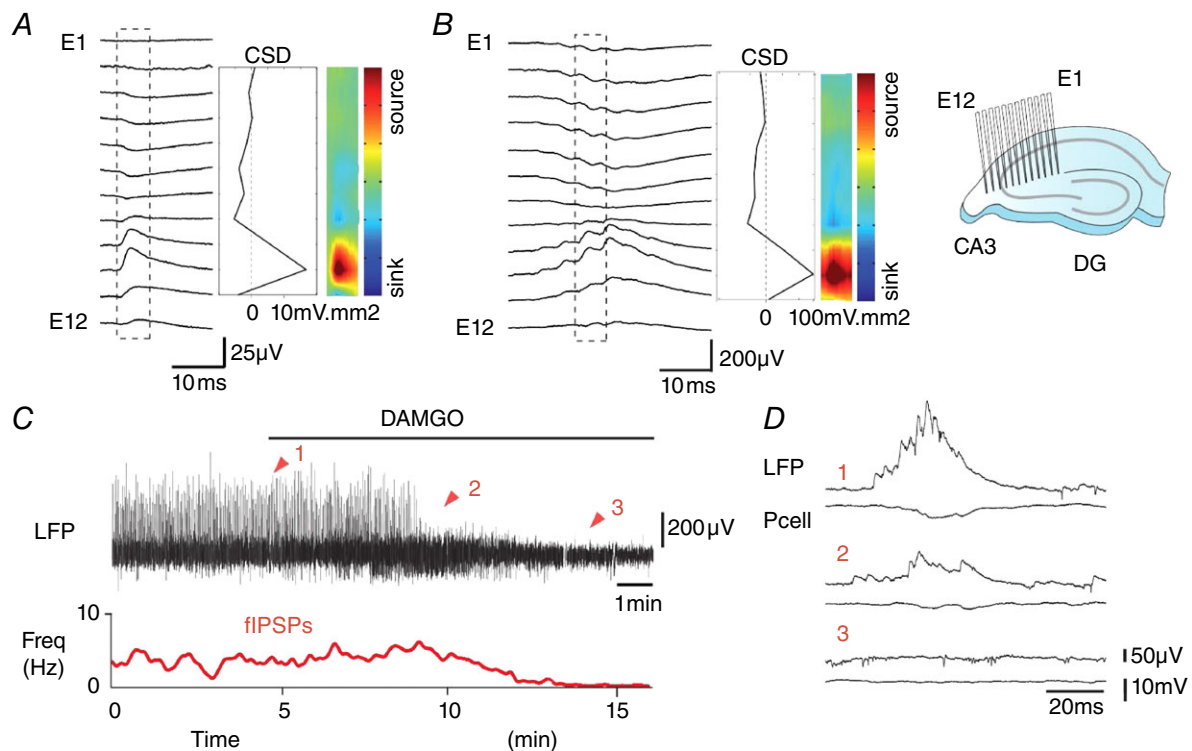 A
E1
CSD
source
sink
0 10mV.mm2
E12
25µV
10ms
B
E1
CSD
source
sink
0 100mV.mm2
E12
200µV
10ms
E12
E1
CA3
DG
C
DAMGO
1
2
3
LFP
200µV
1min
10
fIPSPs
Freq
(Hz)
0
0 5 10 15
Time (min)
D
LFP
1
Pcell
2
3
50µV
10mV
20ms